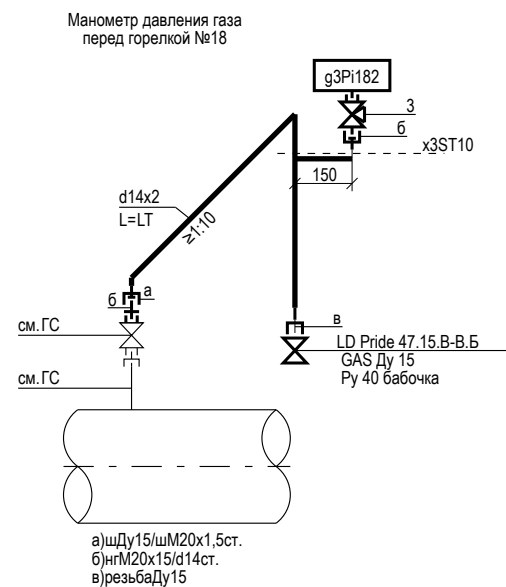 Манометр давления газа
перед горелкой №18
g3Pi182
3
б
x3ST10
150
d14x2
L=LT
≥1:10
а
б
см.ГС
в
LD Pride 47.15.В-В.Б
GAS Ду 15
Ру 40 бабочка
см.ГС
а)шДу15/шМ20х1,5ст.
б)нгМ20х15/d14ст.
в)резьбаДу15